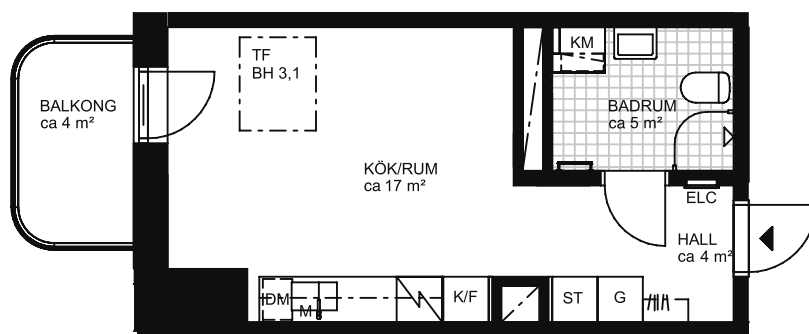 TF
BH 3,1
KM
BALKONG
ca 4 m²
BADRUM
ca 5 m²
KÖK/RUM
ca 17 m²
ELC
HALL
ca 4 m²
DM
M
K/F
ST
G